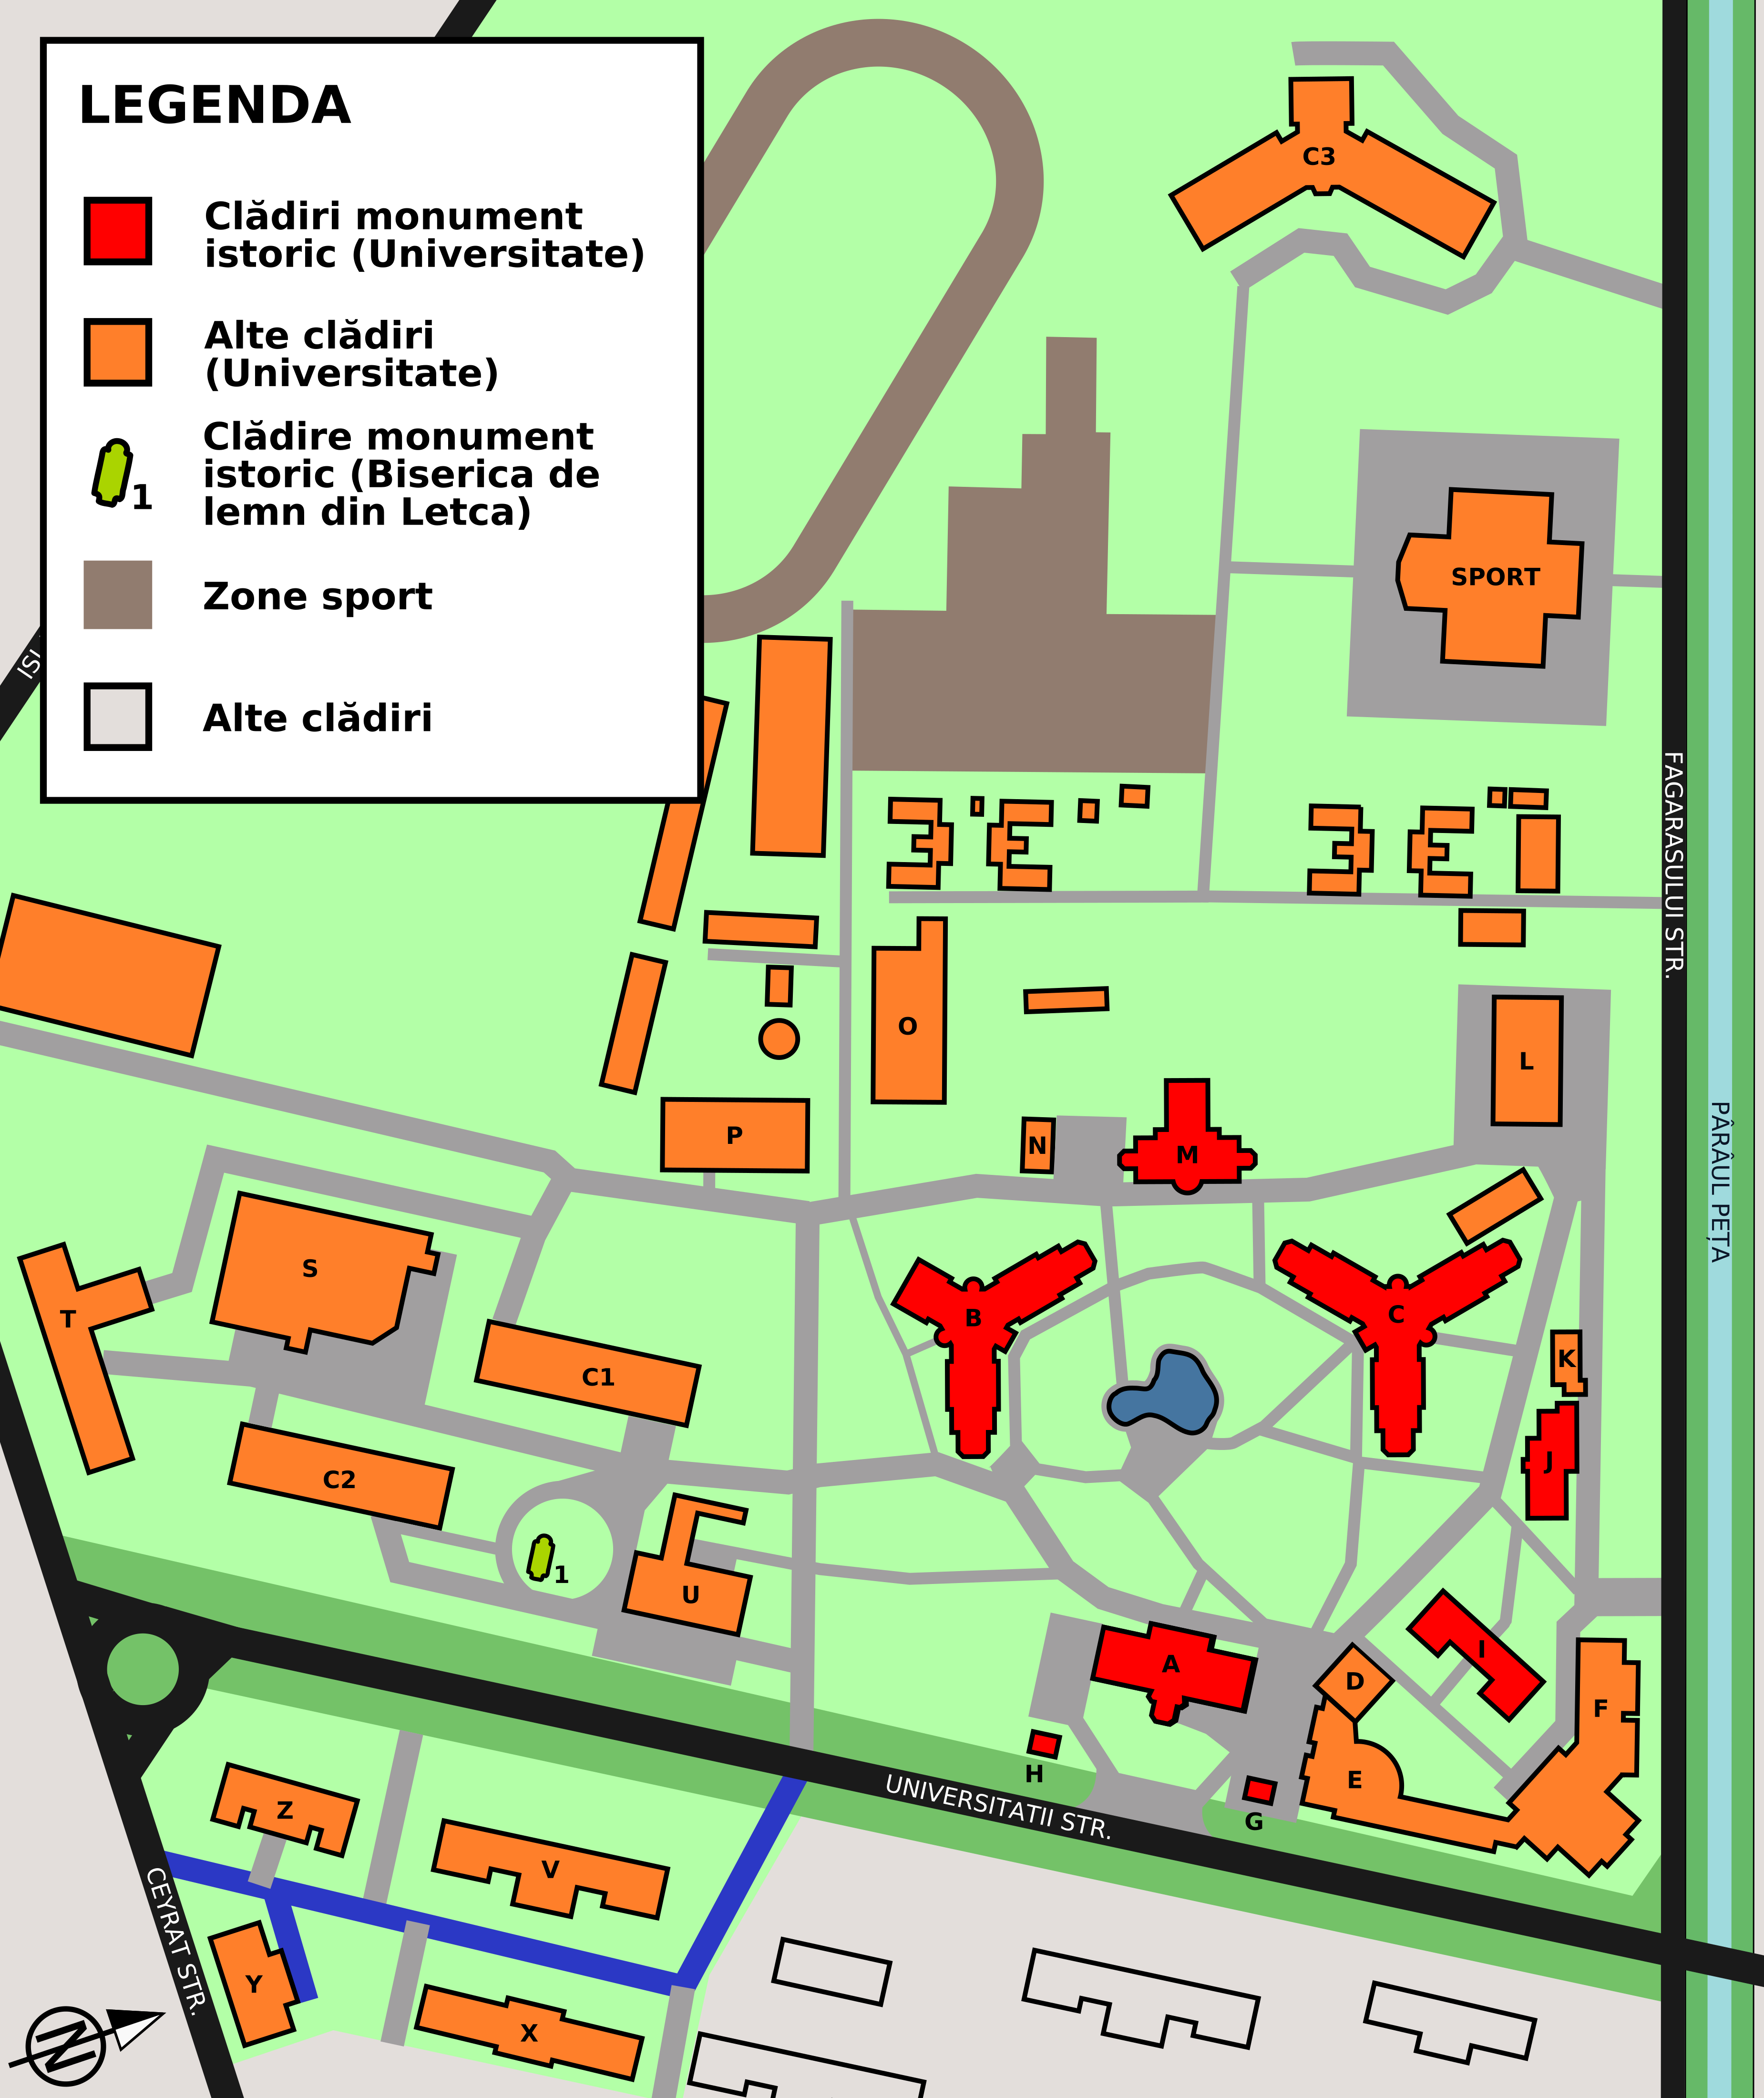 LEGENDA
Clădiri monument
istoric (Universitate)
Alte clădiri
(Universitate)
1
Clădire monument
istoric (Biserica de
lemn din Letca)
Zone sport
Alte clădiri
C3
SPORT
FAGARASULUI STR.
PÂRÂUL PEȚA
O
L
P
N
M
S
T
B
C
C1
K
C2
J
1
U
A
I
D
F
E
H
G
UNIVERSITATII STR.
Z
V
CEYRAT STR.
Y
X
N